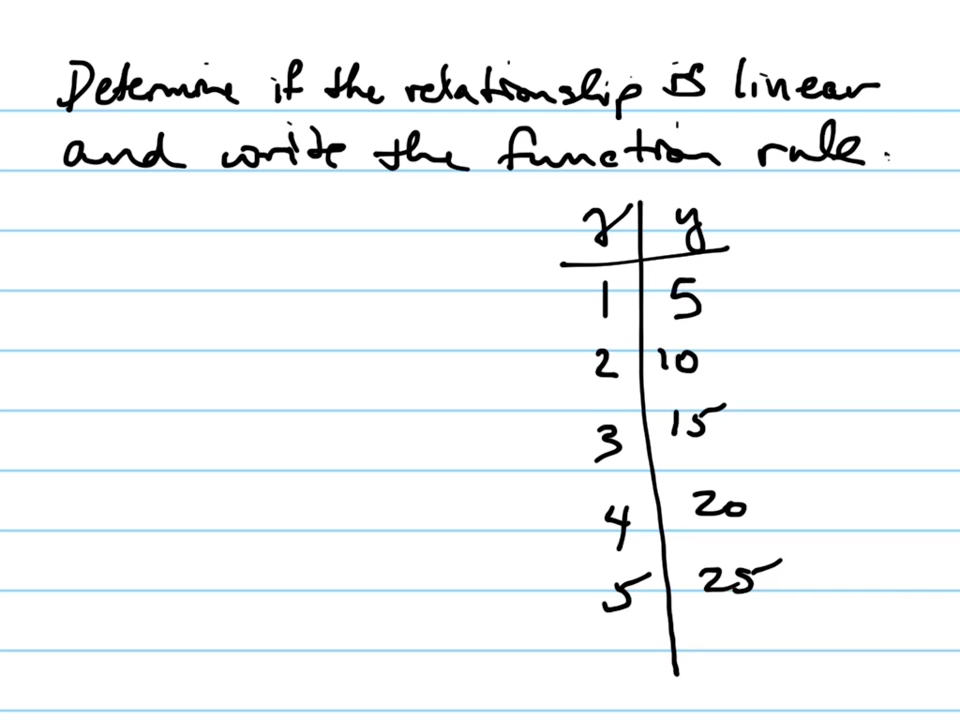 Determine if the relationship is linear
and write the function rule.
x y
1 5
2 10
3 15
4 20
5 25